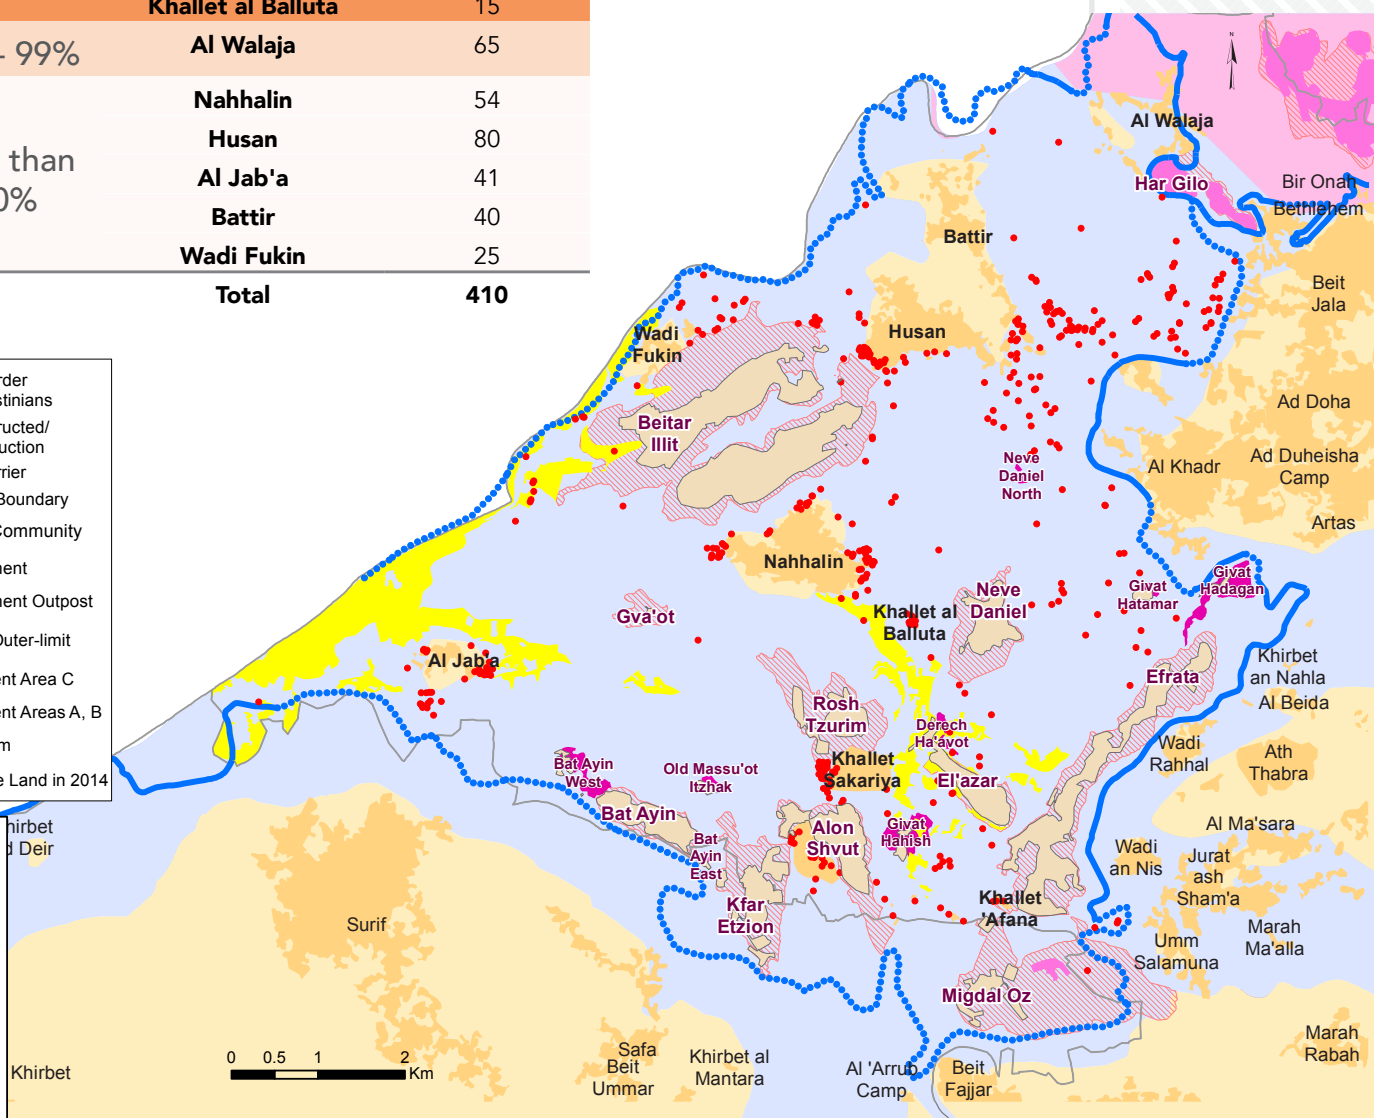 Khallet al Balluta 15
- 99%
Al Walaja 65
Nahhalin 54
Husan 80
than
0%
Al Jab'a 41
Battir 40
Wadi Fukin 25
Total 410
rder
stinians
ructed/
uction
rrier
Boundary
Community
ent
ent Outpost
Outer-limit
ent Area C
ent Areas A, B
m
e Land in 2014
N
Al Walaja
Har Gilo
Bir Onah
Bethlehem
Battir
Beit
Jala
Wadi
Fukin
Husan
Beitar
Illit
Ad Doha
Neve
Daniel
North
Al Khadr
Ad Duheisha
Camp
Artas
Nahhalin
Gva'ot
Khallet al
Balluta
Neve
Daniel
Givat
Hatamar
Givat
Hadagan
Al Jab'a
Khirbet
an Nahla
Efrata
Al Beida
Rosh
Tzurim
Derech
Ha'avot
Khallet
Sakariya
El'azar
Wadi
Rahhal
Ath
Thabra
Bat Ayin
West
Old Massu'ot
Itzhak
Bat Ayin
Alon
Shvut
Givat
Hahish
Al Ma'sara
hirbet
d Deir
Bat
Ayin
East
Wadi
an Nis
Jurat
ash
Sham'a
Kfar
Etzion
Khallet
'Afana
Surif
Umm
Salamuna
Marah
Ma'alla
Migdal Oz
Marah
Rabah
0 0.5 1 2
Km
Khirbet
Safa
Beit
Ummar
Khirbet al
Mantara
Al 'Arrub
Camp
Beit
Fajjar